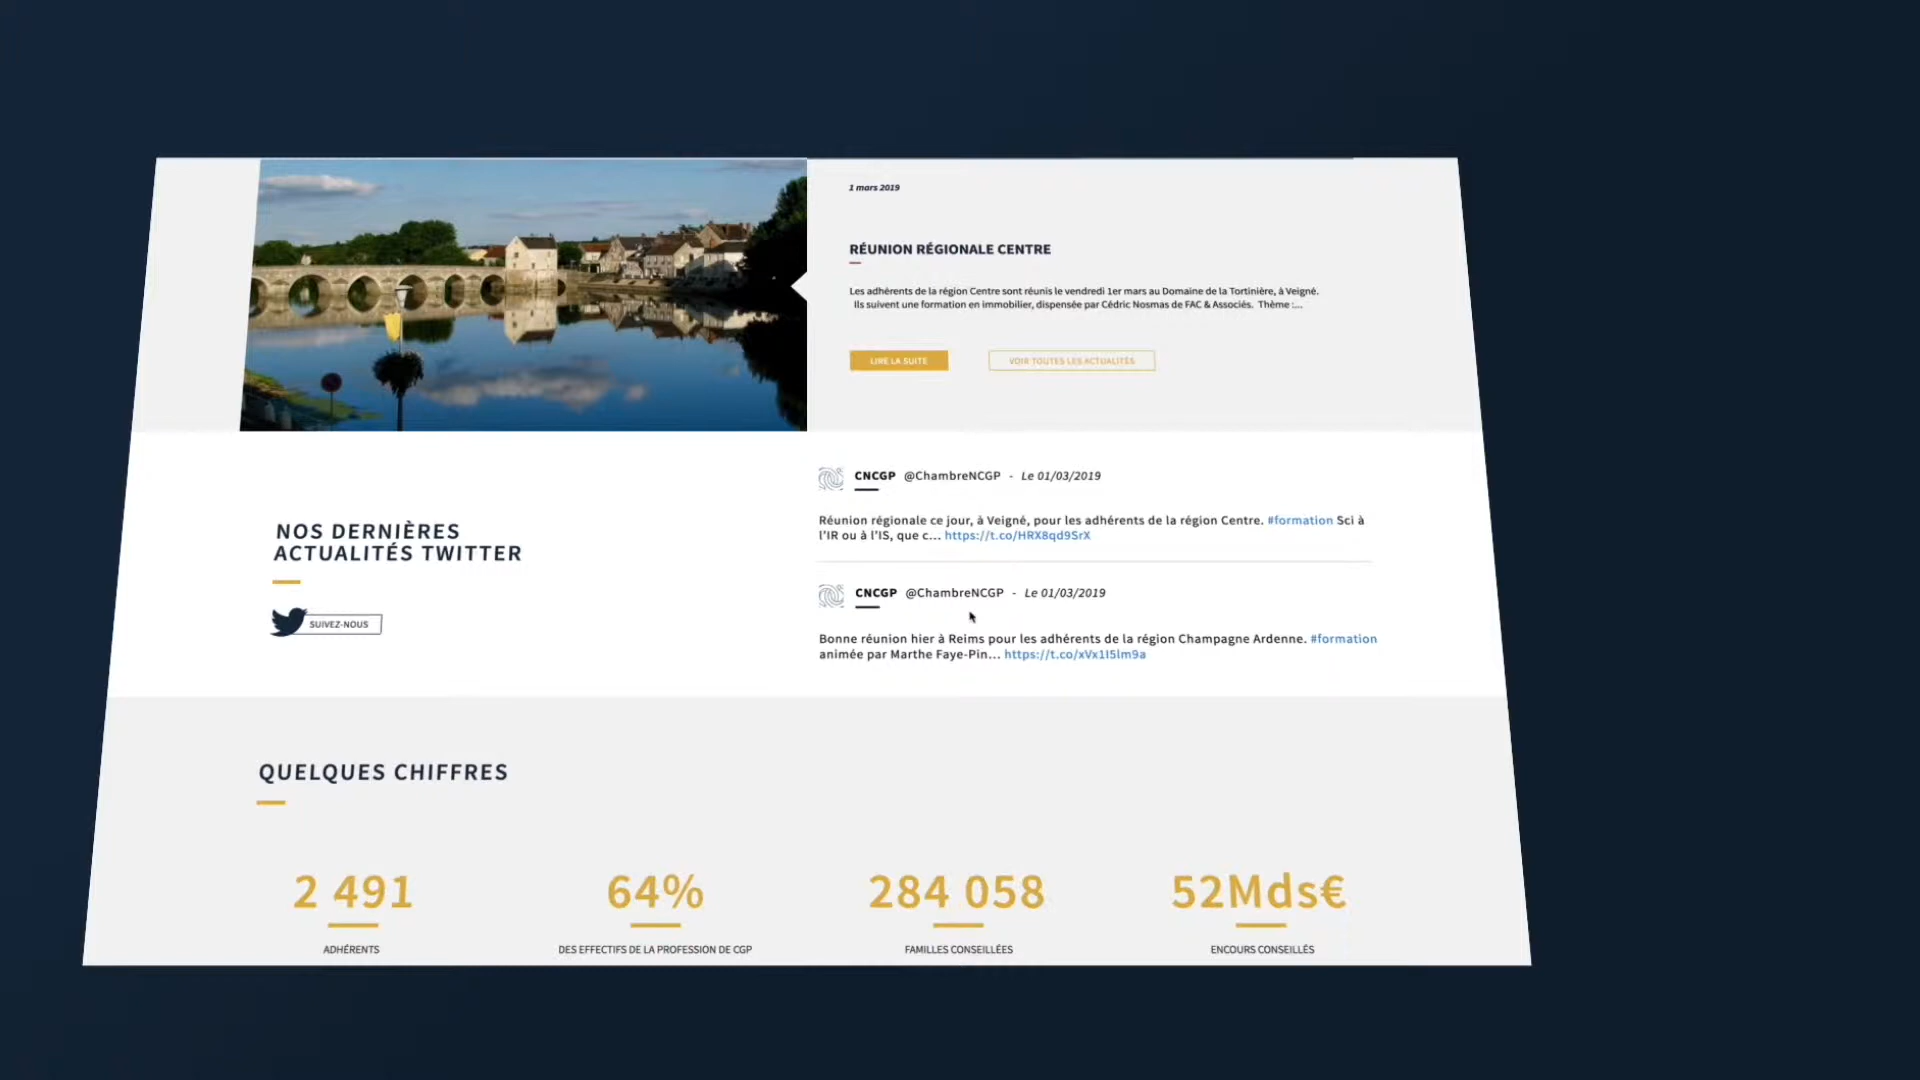 1 mars 2019
RÉUNION RÉGIONALE CENTRE
Les adhérents de la région Centre sont réunis le vendredi 1er mars au Domaine de la Tortinière, à Veigné.
Ils suivent une formation en immobilier, dispensée par Cédric Nosmas de FAC & Associés. Thème :...
LIRE LA SUITE
VOIR TOUTES LES ACTUALITÉS
NOS DERNIÈRES
ACTUALITÉS TWITTER
SUIVEZ-NOUS
CNCGP @ChambreNCGP - Le 01/03/2019
Réunion régionale ce jour, à Veigné, pour les adhérents de la région Centre. #formation Sci à
l'IR ou à l'IS, que c... https://t.co/HRX8qd9SrX
CNCGP @ChambreNCGP - Le 01/03/2019
Bonne réunion hier à Reims pour les adhérents de la région Champagne Ardenne. #formation
animée par Marthe Faye-Pin... https://t.co/xVx1I5lm9a
QUELQUES CHIFFRES
2 491
ADHÉRENTS
64%
DES EFFECTIFS DE LA PROFESSION DE CGP
284 058
FAMILLES CONSEILLÉES
52Mds€
ENCOURS CONSEILLÉS